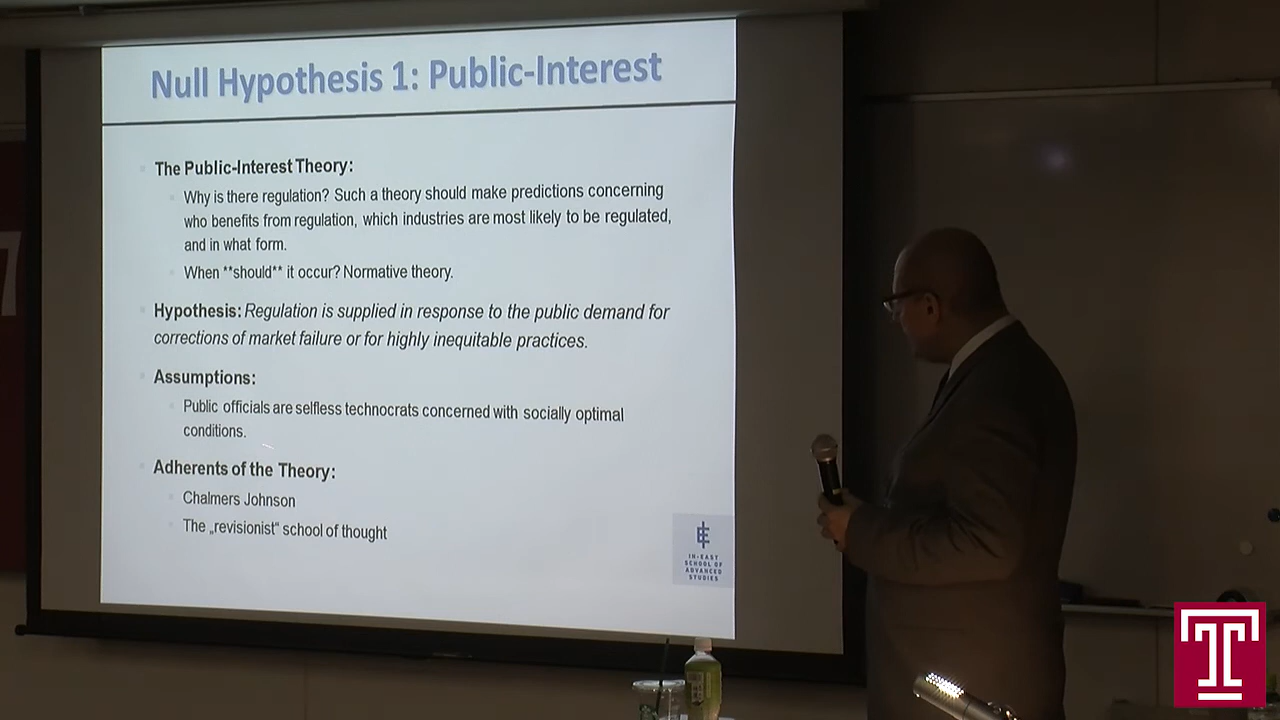 Null Hypothesis 1: Public-Interest
The Public-Interest Theory:
Why is there regulation? Such a theory should make predictions concerning
who benefits from regulation, which industries are most likely to be regulated,
and in what form.
When **should** it occur? Normative theory.
Hypothesis: Regulation is supplied in response to the public demand for
corrections of market failure or for highly inequitable practices.
Assumptions:
Public officials are selfless technocrats concerned with socially optimal
conditions.
Adherents of the Theory:
Chalmers Johnson
The „revisionist“ school of thought
IN-EAST
SCHOOL OF
ADVANCED
STUDIES
T